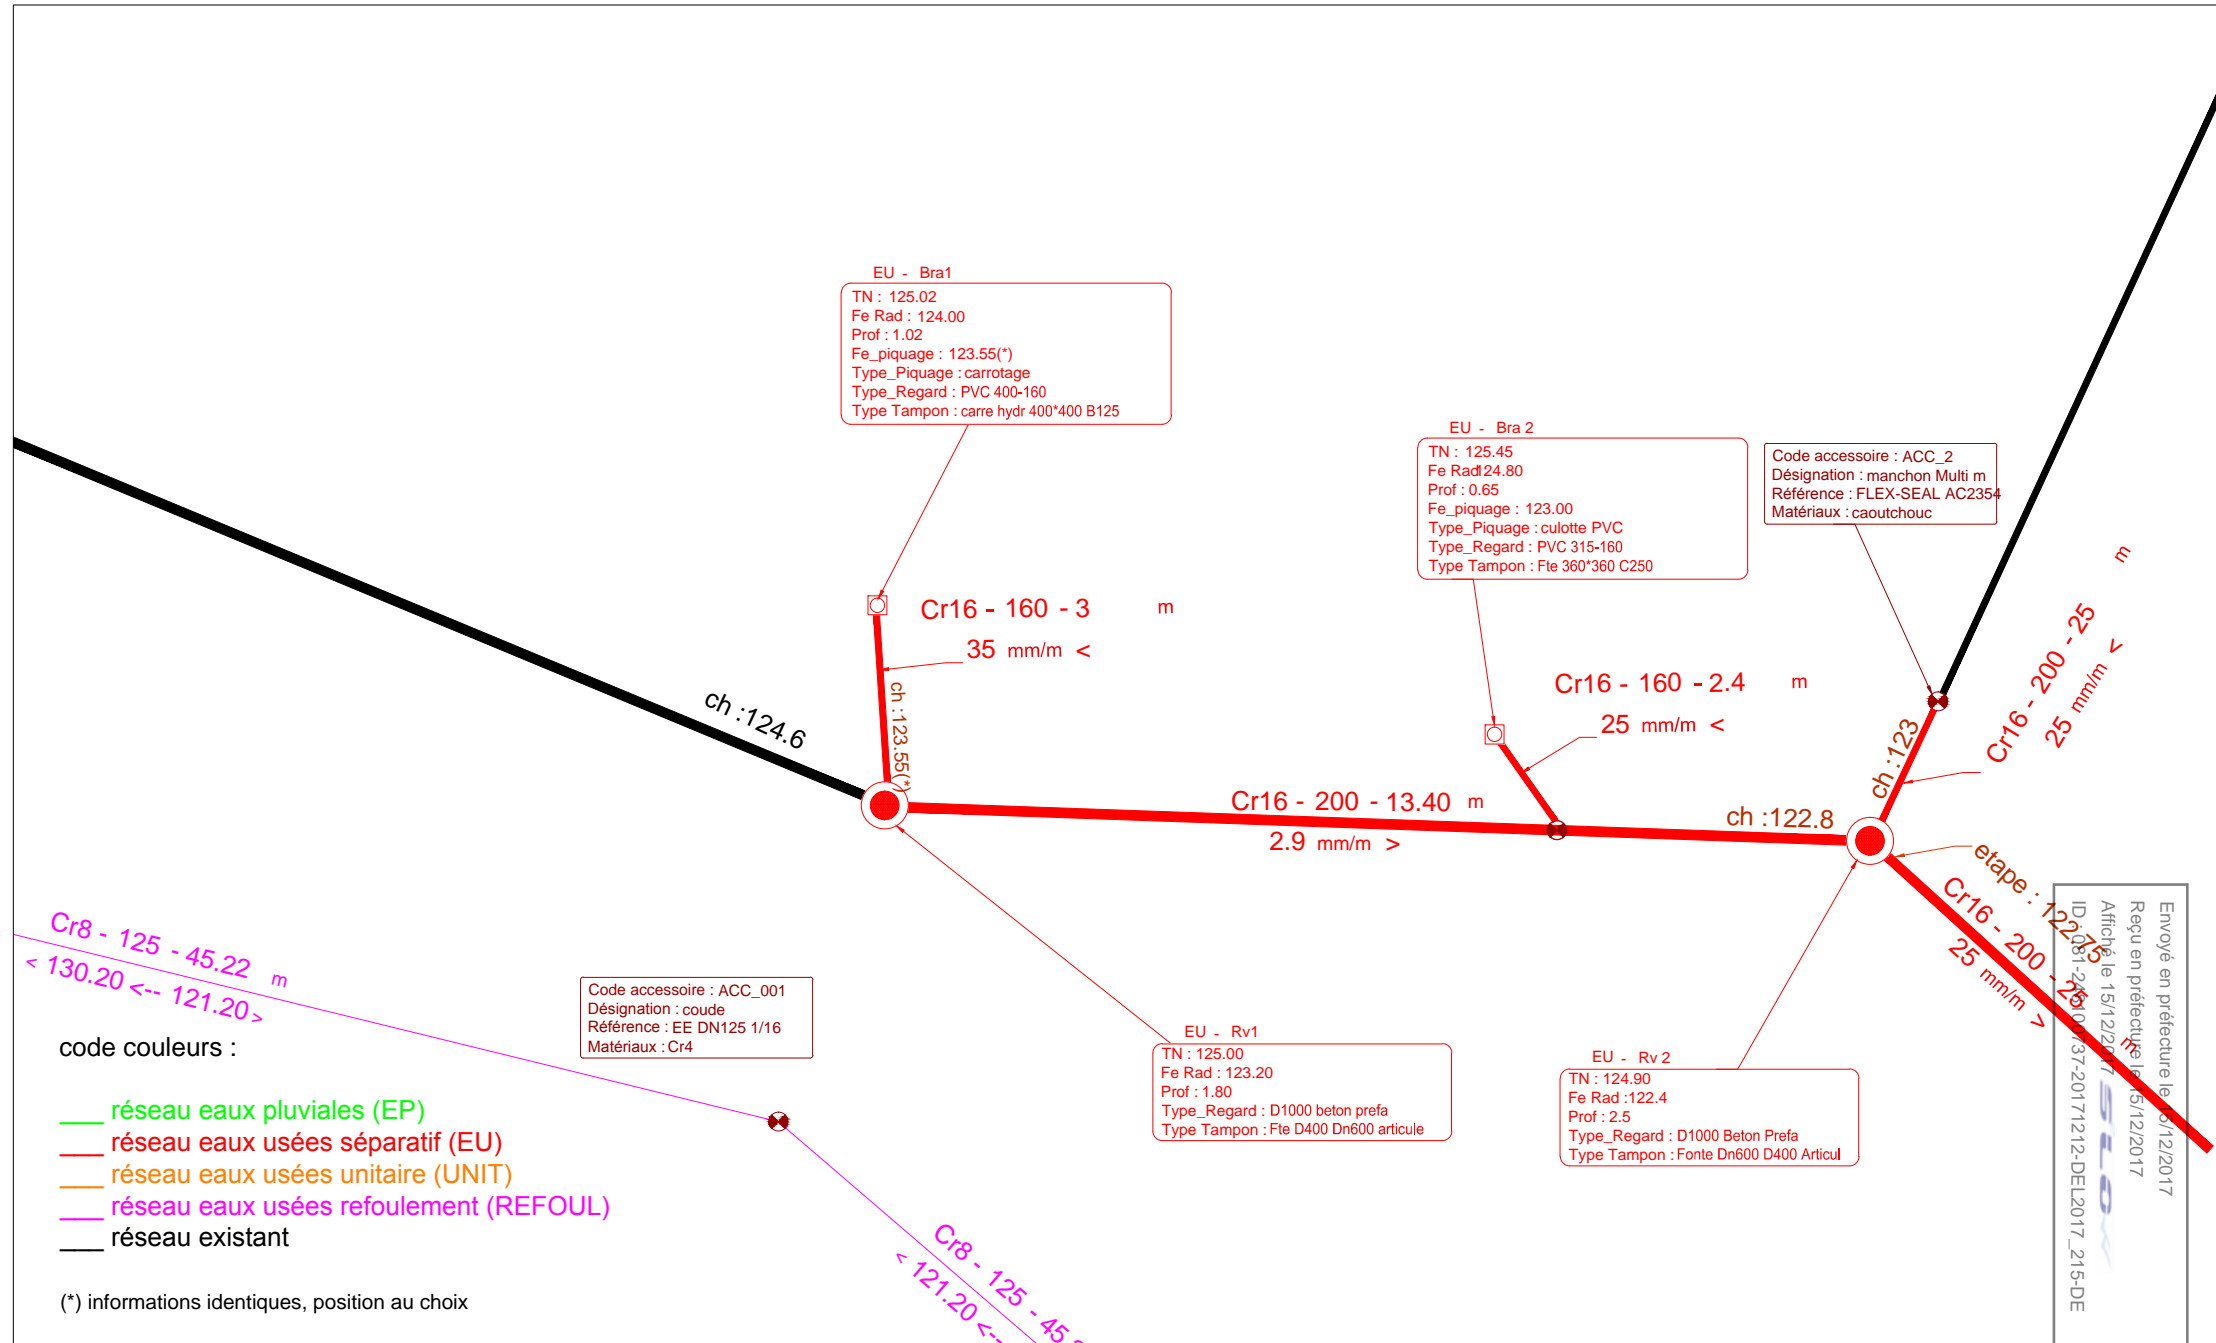 EU - Bra1
TN : 125.02
Fe Rad : 124.00
Prof : 1.02
Fe_piquage : 123.55(*)
Type_Piquage : carrotage
Type_Regard : PVC 400-160
Type Tampon : carre hydr 400*400 B125
EU - Bra 2
TN : 125.45
Fe Rad124.80
Prof : 0.65
Fe_piquage : 123.00
Type_Piquage : culotte PVC
Type_Regard : PVC 315-160
Type Tampon : Fte 360*360 C250
Code accessoire : ACC_2
Désignation : manchon Multi m
Référence : FLEX-SEAL AC2354
Matériaux : caoutchouc
Cr16 - 160 - 3 m
35 mm/m <
ch :123.55(*)
ch :124.6
Cr16 - 160 - 2.4 m
25 mm/m <
Cr16 - 200 - 25 m
25 mm/m <
ch :123
Cr16 - 200 - 13.40 m
2.9 mm/m >
ch :122.8
etape : 122.75
Cr16 - 200 - 25 m
25 mm/m >
Cr8 - 125 - 45.22 m
< 130.20 <-- 121.20 >
Code accessoire : ACC_001
Désignation : coude
Référence : EE DN125 1/16
Matériaux : Cr4
EU - Rv1
TN : 125.00
Fe Rad : 123.20
Prof : 1.80
Type_Regard : D1000 beton prefa
Type Tampon : Fte D400 Dn600 articule
EU - Rv 2
TN : 124.90
Fe Rad :122.4
Prof : 2.5
Type_Regard : D1000 Beton Prefa
Type Tampon : Fonte Dn600 D400 Articul
code couleurs :
___ réseau eaux pluviales (EP)
___ réseau eaux usées séparatif (EU)
___ réseau eaux usées unitaire (UNIT)
___ réseau eaux usées refoulement (REFOUL)
___ réseau existant
(*) informations identiques, position au choix
Cr8 - 125 - 45.
< 121.20 <--
Envoyé en préfecture le 15/12/2017
Reçu en préfecture le 15/12/2017
Affiché le 15/12/2017
SLO